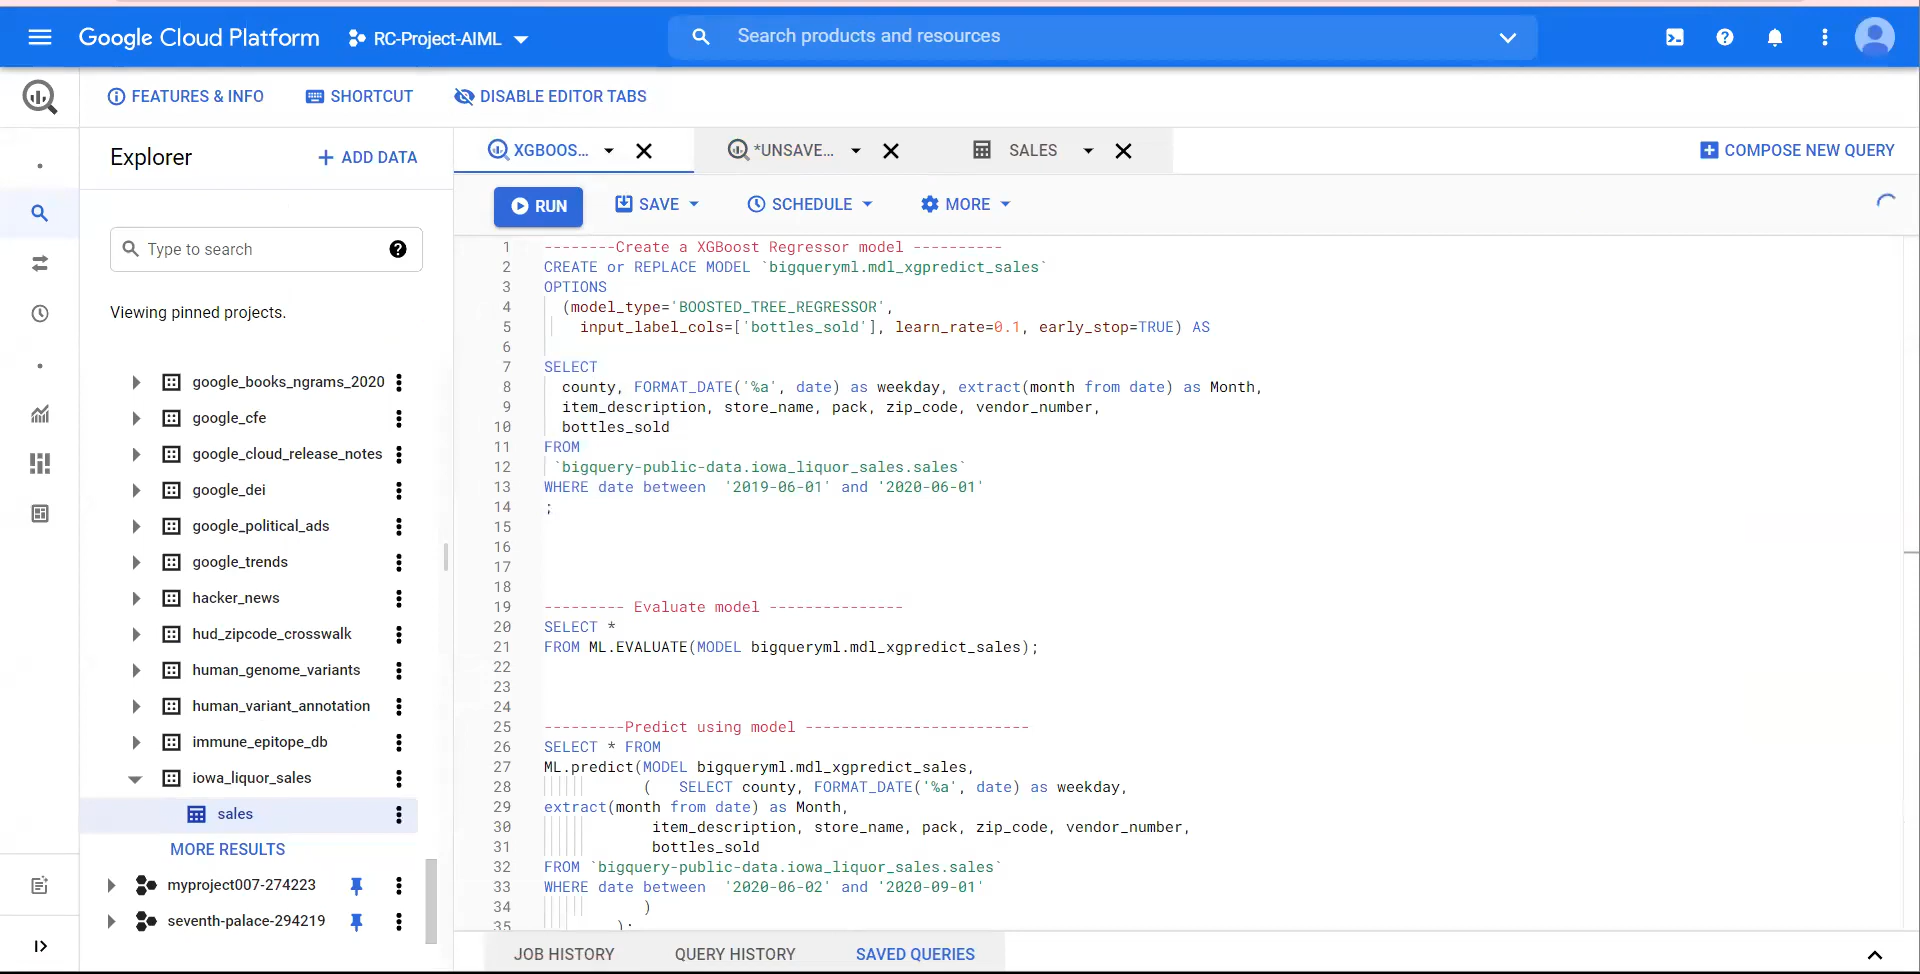 Google Cloud Platform
RC-Project-AIML
Search products and resources
FEATURES & INFO
SHORTCUT
DISABLE EDITOR TABS
Explorer
ADD DATA
XGBOOS...
*UNSAVE...
SALES
COMPOSE NEW QUERY
RUN
SAVE
SCHEDULE
MORE
Type to search
Viewing pinned projects.
google_books_ngrams_2020
google_cfe
google_cloud_release_notes
google_dei
google_political_ads
google_trends
hacker_news
hud_zipcode_crosswalk
human_genome_variants
human_variant_annotation
immune_epitope_db
iowa_liquor_sales
sales
MORE RESULTS
myproject007-274223
seventh-palace-294219
1 --------Create a XGBoost Regressor model ----------
2 CREATE or REPLACE MODEL `bigqueryml.mdl_xgpredict_sales`
3 OPTIONS
4 (model_type='BOOSTED_TREE_REGRESSOR',
5 input_label_cols=['bottles_sold'], learn_rate=0.1, early_stop=TRUE) AS
6
7 SELECT
8 county, FORMAT_DATE('%a', date) as weekday, extract(month from date) as Month,
9 item_description, store_name, pack, zip_code, vendor_number,
10 bottles_sold
11 FROM
12 `bigquery-public-data.iowa_liquor_sales.sales`
13 WHERE date between '2019-06-01' and '2020-06-01'
14 ;
15
16
17
18
19 --------- Evaluate model ---------------
20 SELECT *
21 FROM ML.EVALUATE(MODEL bigqueryml.mdl_xgpredict_sales);
22
23
24
25 ---------Predict using model -------------------------
26 SELECT * FROM
27 ML.predict(MODEL bigqueryml.mdl_xgpredict_sales,
28 ( SELECT county, FORMAT_DATE('%a', date) as weekday,
29 extract(month from date) as Month,
30 item_description, store_name, pack, zip_code, vendor_number,
31 bottles_sold
32 FROM `bigquery-public-data.iowa_liquor_sales.sales`
33 WHERE date between '2020-06-02' and '2020-09-01'
34 )
35 );
JOB HISTORY
QUERY HISTORY
SAVED QUERIES